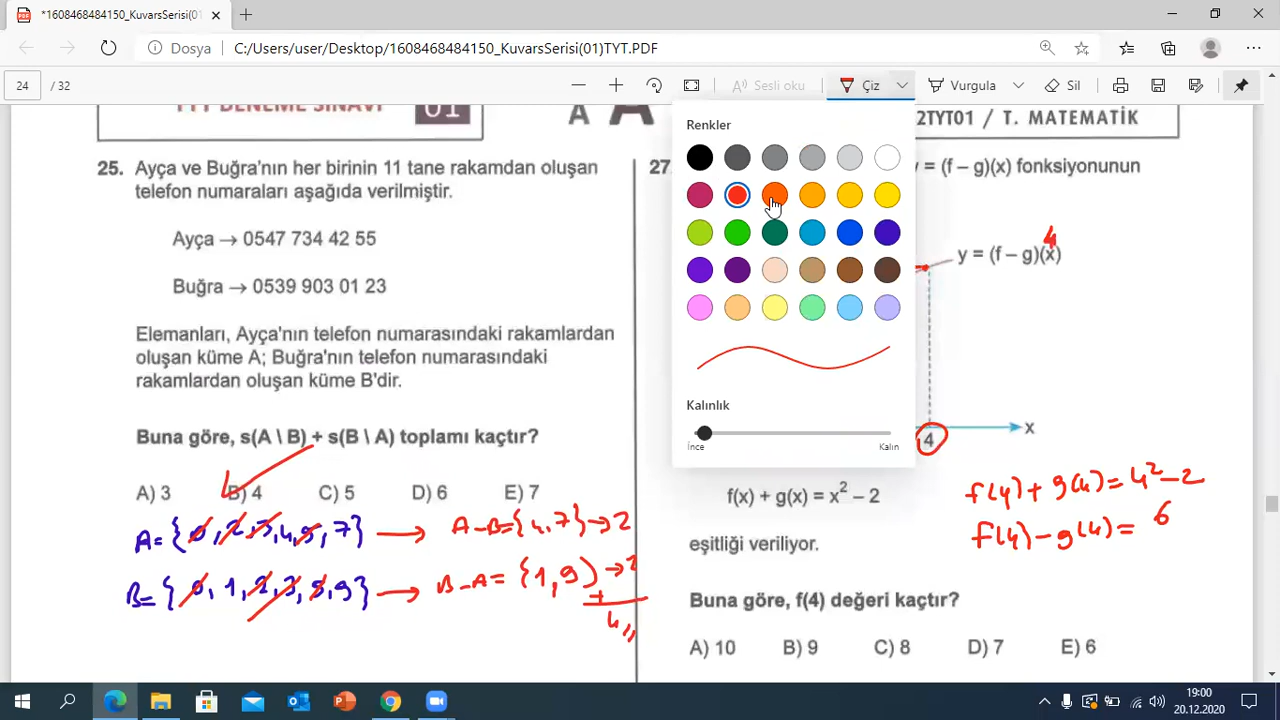 *1608468484150_KuvarsSerisi(01)
Dosya
C:/Users/user/Desktop/1608468484150_KuvarsSerisi(01)TYT.PDF
24 / 32
Sesli oku
Çiz
Vurgula
Sil
TYT DENEME SINAVI
01
A A
2TYT01 / T. MATEMATİK
Renkler
Kalınlık
İnce
Kalın
25. Ayça ve Buğra'nın her birinin 11 tane rakamdan oluşan
telefon numaraları aşağıda verilmiştir.
Ayça → 0547 734 42 55
Buğra → 0539 903 01 23
Elemanları, Ayça'nın telefon numarasındaki rakamlardan
oluşan küme A; Buğra'nın telefon numarasındaki
rakamlardan oluşan küme B'dir.
Buna göre, s(A \ B) + s(B \ A) toplamı kaçtır?
A) 3 B) 4 C) 5 D) 6 E) 7
A={0,2,3,4,5,7} → A-B={4,7}→2
B={0,1,2,3,5,9} → B-A={1,9)→2
+
4,,
27.
y = (f – g)(x) fonksiyonunun
4
y = (f – g)(x)
x
4
f(x) + g(x) = x² – 2
f(4)+g(4)=4²-2
f(4)-g(4)= 6
eşitliği veriliyor.
Buna göre, f(4) değeri kaçtır?
A) 10 B) 9 C) 8 D) 7 E) 6
19:00
20.12.2020